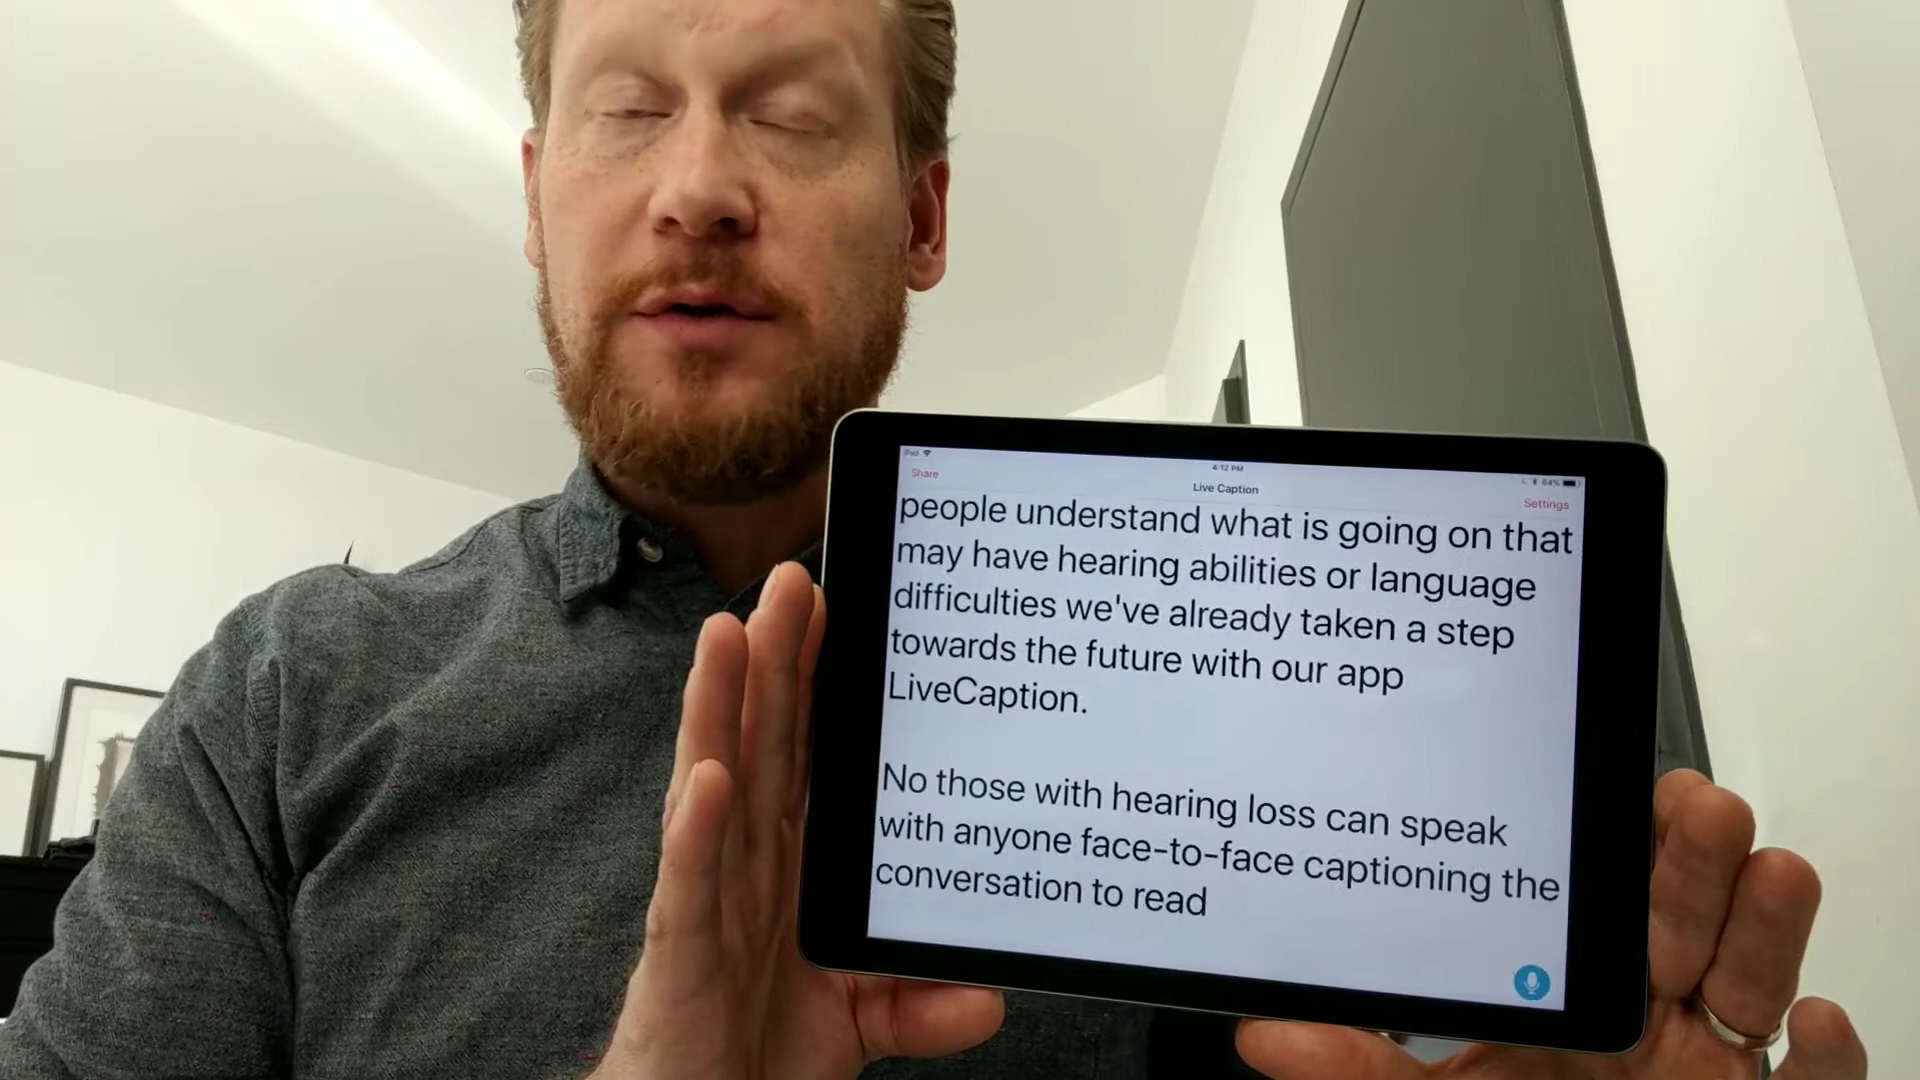 iPad
4:12 PM
84%
Share
Live Caption
Settings
people understand what is going on that
may have hearing abilities or language
difficulties we've already taken a step
towards the future with our app
LiveCaption.
No those with hearing loss can speak
with anyone face-to-face captioning the
conversation to read